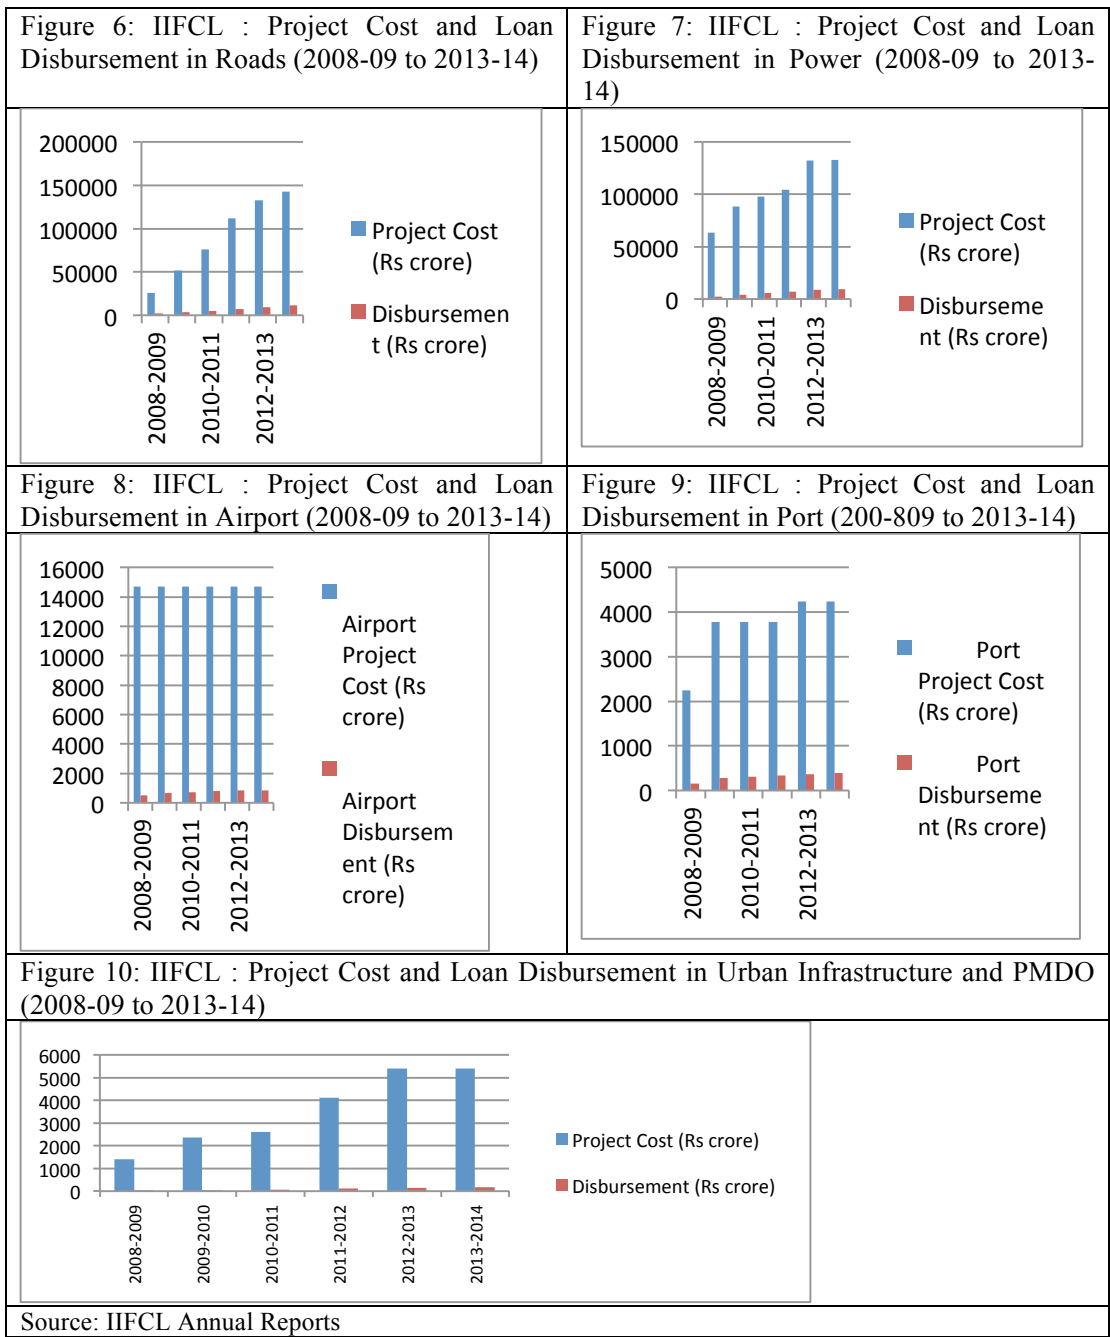 Figure 6: IIFCL : Project Cost and Loan
Disbursement in Roads (2008-09 to 2013-14)
Figure 7: IIFCL : Project Cost and Loan
Disbursement in Power (2008-09 to 2013-
14)
200000
150000
100000
50000
0
2008-2009
2010-2011
2012-2013
Project Cost
(Rs crore)
Disbursemen
t (Rs crore)
150000
100000
50000
0
2008-2009
2010-2011
2012-2013
Project Cost
(Rs crore)
Disburseme
nt (Rs crore)
Figure 8: IIFCL : Project Cost and Loan
Disbursement in Airport (2008-09 to 2013-14)
Figure 9: IIFCL : Project Cost and Loan
Disbursement in Port (200-809 to 2013-14)
16000
14000
12000
10000
8000
6000
4000
2000
0
2008-2009
2010-2011
2012-2013
Airport
Project
Cost (Rs
crore)
Airport
Disbursem
ent (Rs
crore)
5000
4000
3000
2000
1000
0
2008-2009
2010-2011
2012-2013
Port
Project Cost
(Rs crore)
Port
Disburseme
nt (Rs crore)
Figure 10: IIFCL : Project Cost and Loan Disbursement in Urban Infrastructure and PMDO
(2008-09 to 2013-14)
6000
5000
4000
3000
2000
1000
0
2008-2009
2009-2010
2010-2011
2011-2012
2012-2013
2013-2014
Project Cost (Rs crore)
Disbursement (Rs crore)
Source: IIFCL Annual Reports